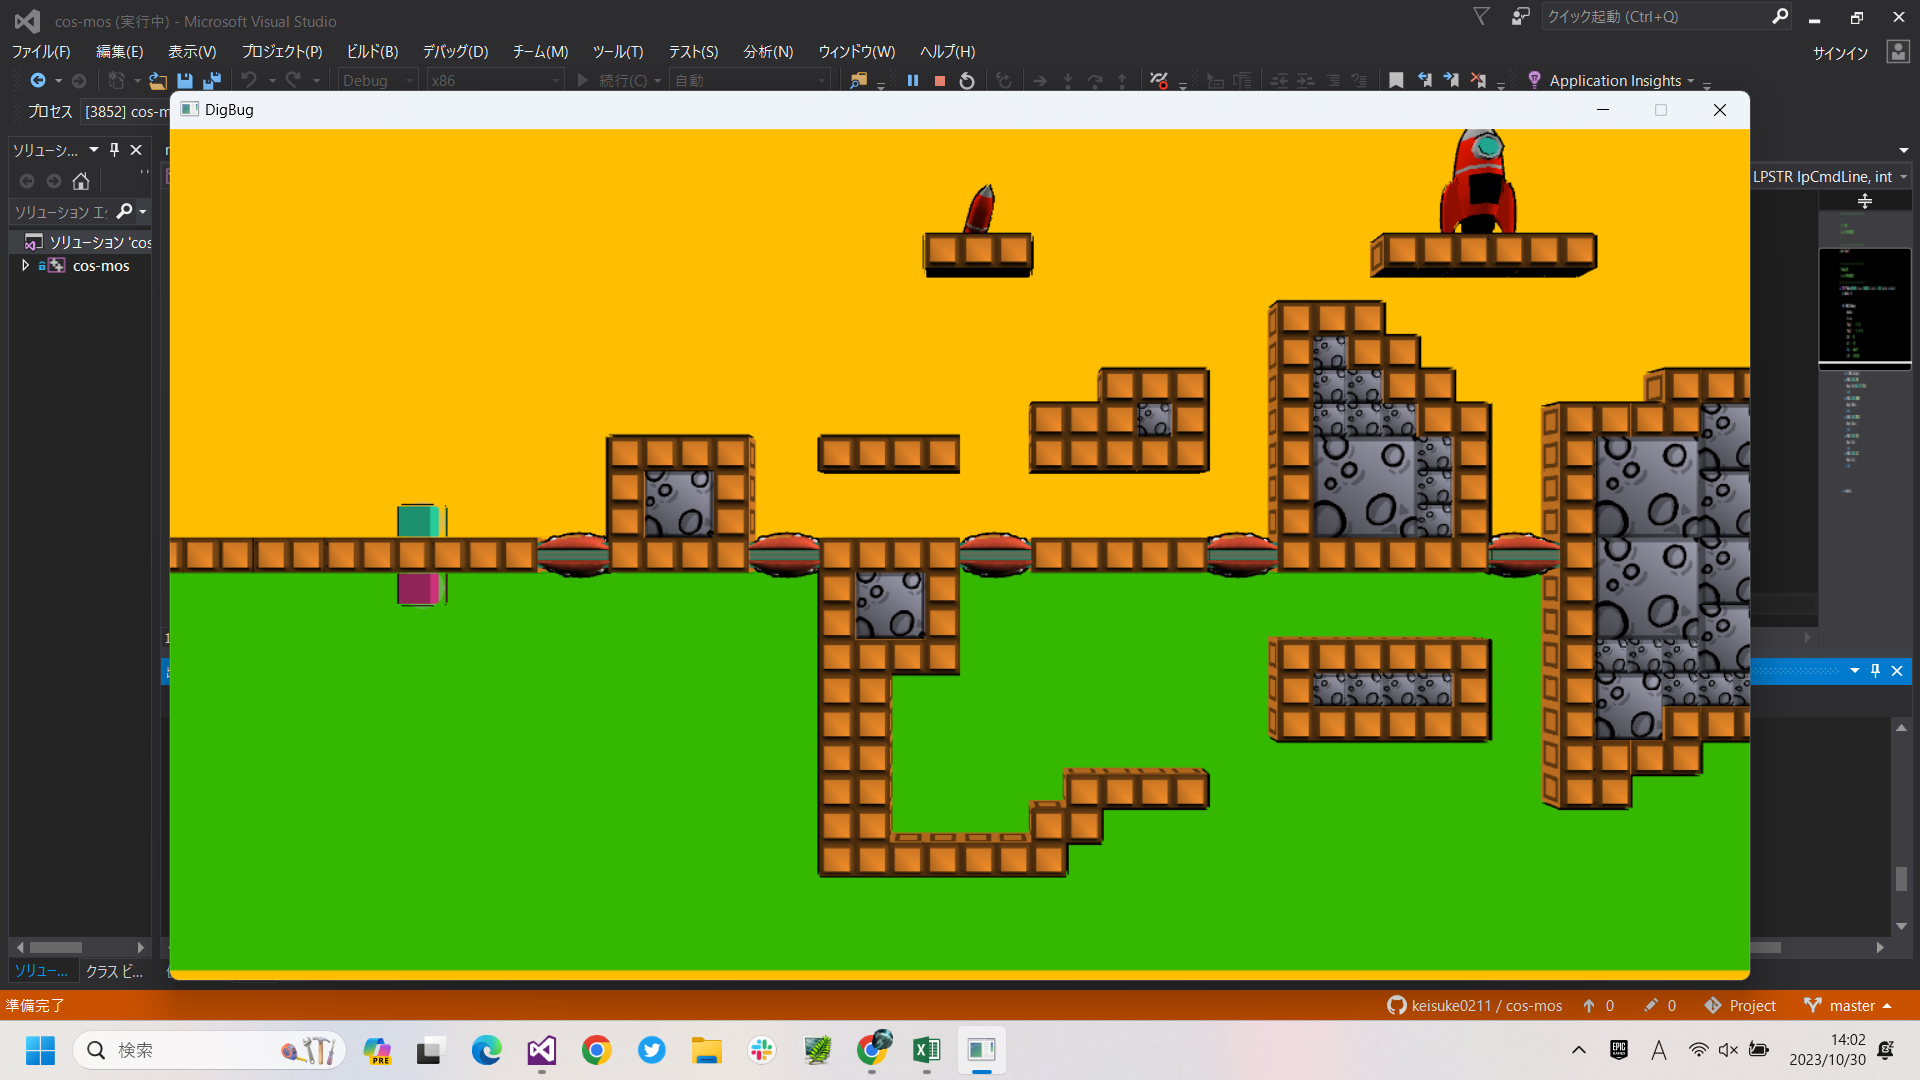 cos-mos (実行中) - Microsoft Visual Studio
クイック起動 (Ctrl+Q)
ファイル(F) 編集(E) 表示(V) プロジェクト(P) ビルド(B) デバッグ(D) チーム(M) ツール(T) テスト(S) 分析(N) ウィンドウ(W) ヘルプ(H)
サインイン
Debug x86 続行(C) 自動 Application Insights
プロセス [3852] cos-m
DigBug
ソリューシ...
LPSTR lpCmdLine, int
ソリューション エ
ソリューション 'cos
cos-mos
ソリュー... クラス ビ...
準備完了
keisuke0211 / cos-mos 0 0 Project master
検索
PRE
EPIC GAMES
A
14:02
2023/10/30